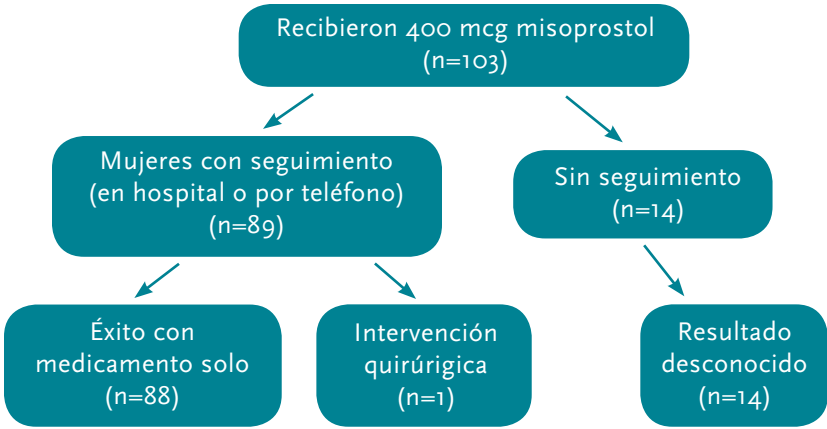 Recibieron 400 mcg misoprostol
(n=103)
Mujeres con seguimiento
(en hospital o por teléfono)
(n=89)
Sin seguimiento
(n=14)
Éxito con
medicamento solo
(n=88)
Intervención
quirúrigica
(n=1)
Resultado
desconocido
(n=14)